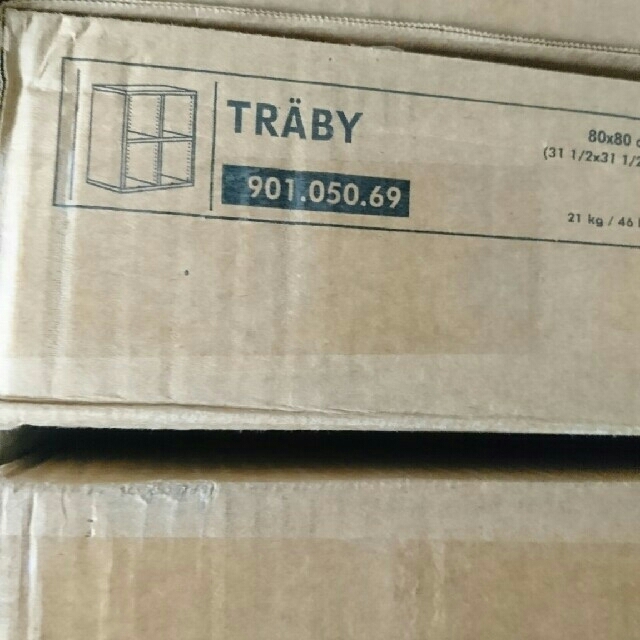 TRÄBY
901.050.69
80x80 c
(31 1/2x31 1/2
21 kg / 46 l